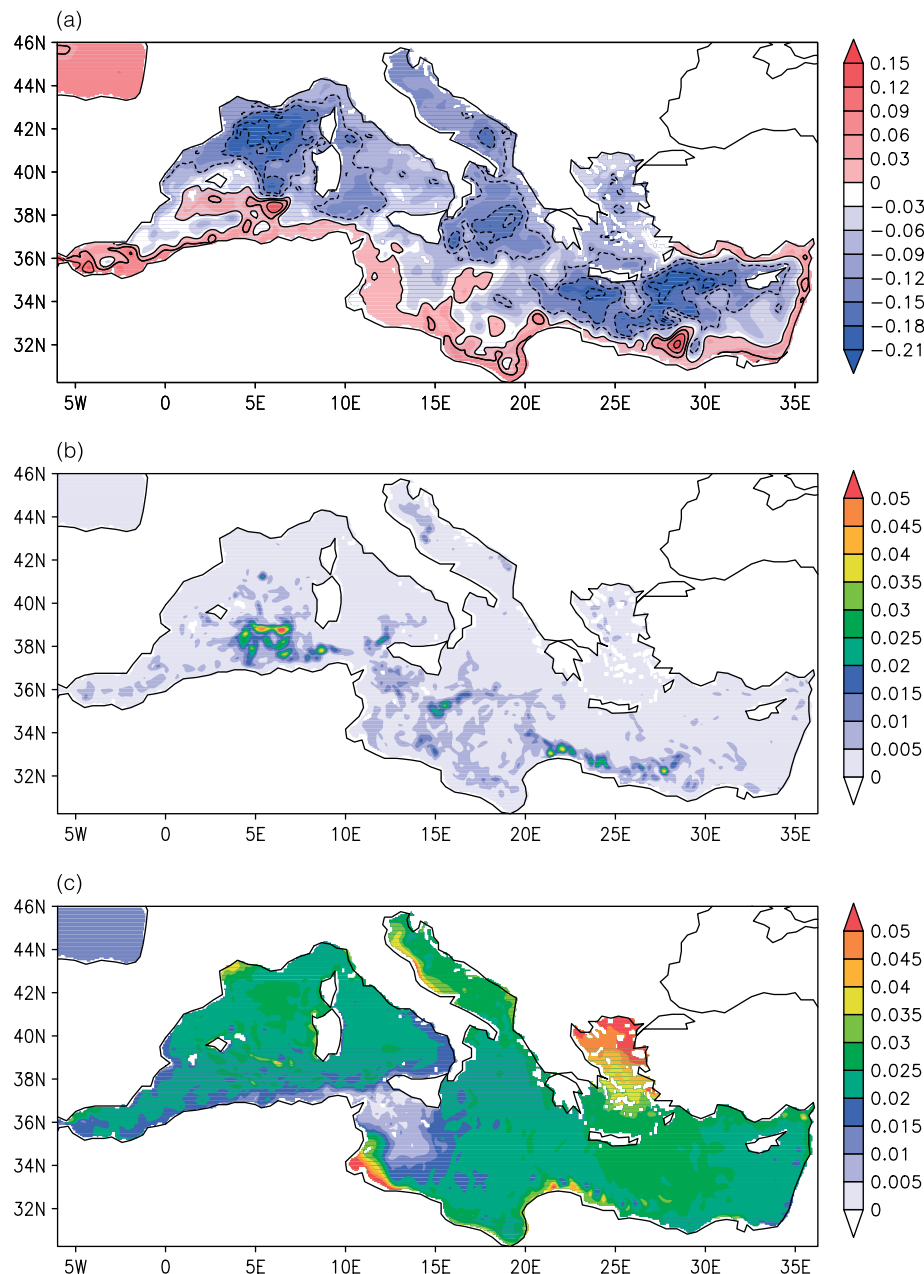 (a)
46N
44N
42N
40N
38N
36N
34N
32N
5W 0 5E 10E 15E 20E 25E 30E 35E
0.15
0.12
0.09
0.06
0.03
0
−0.03
−0.06
−0.09
−0.12
−0.15
−0.18
−0.21
(b)
46N
44N
42N
40N
38N
36N
34N
32N
5W 0 5E 10E 15E 20E 25E 30E 35E
0.05
0.045
0.04
0.035
0.03
0.025
0.02
0.015
0.01
0.005
0
(c)
46N
44N
42N
40N
38N
36N
34N
32N
5W 0 5E 10E 15E 20E 25E 30E 35E
0.05
0.045
0.04
0.035
0.03
0.025
0.02
0.015
0.01
0.005
0